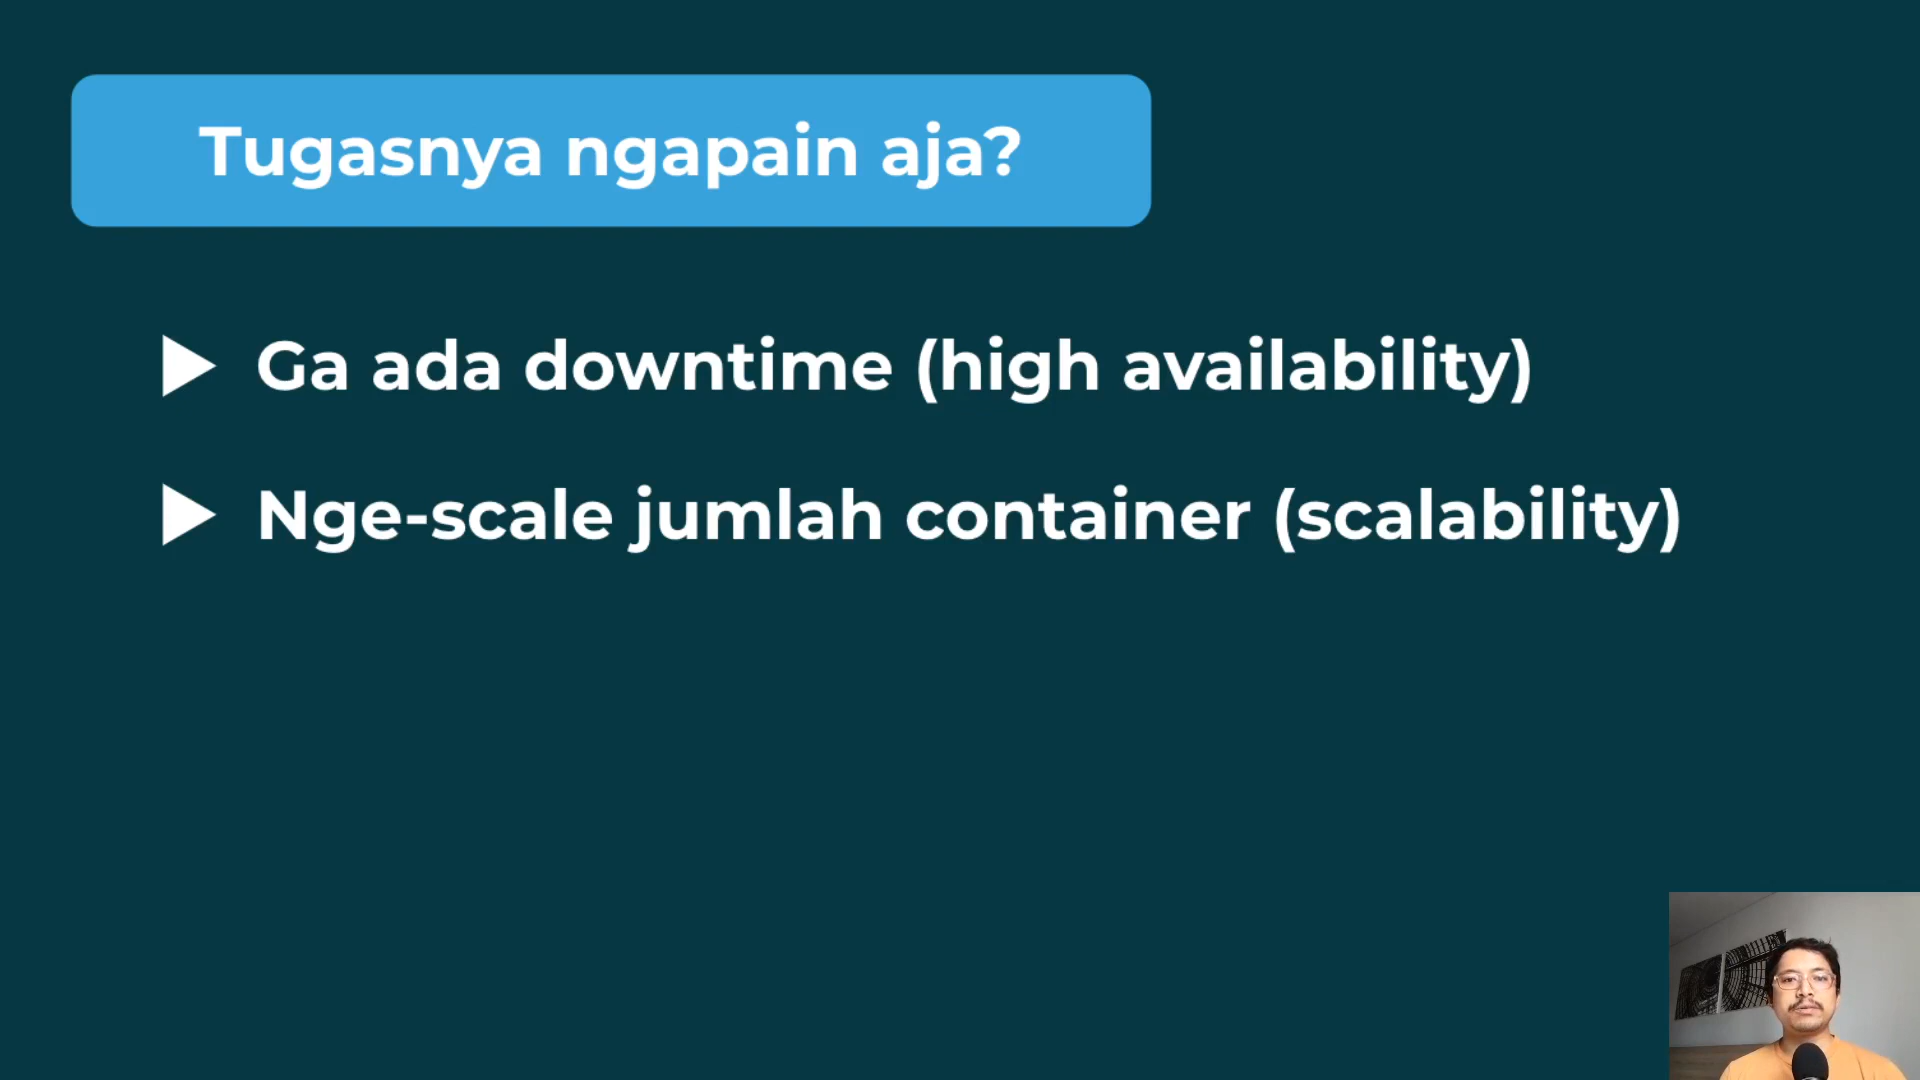 Tugasnya ngapain aja?
Ga ada downtime (high availability)
Nge-scale jumlah container (scalability)